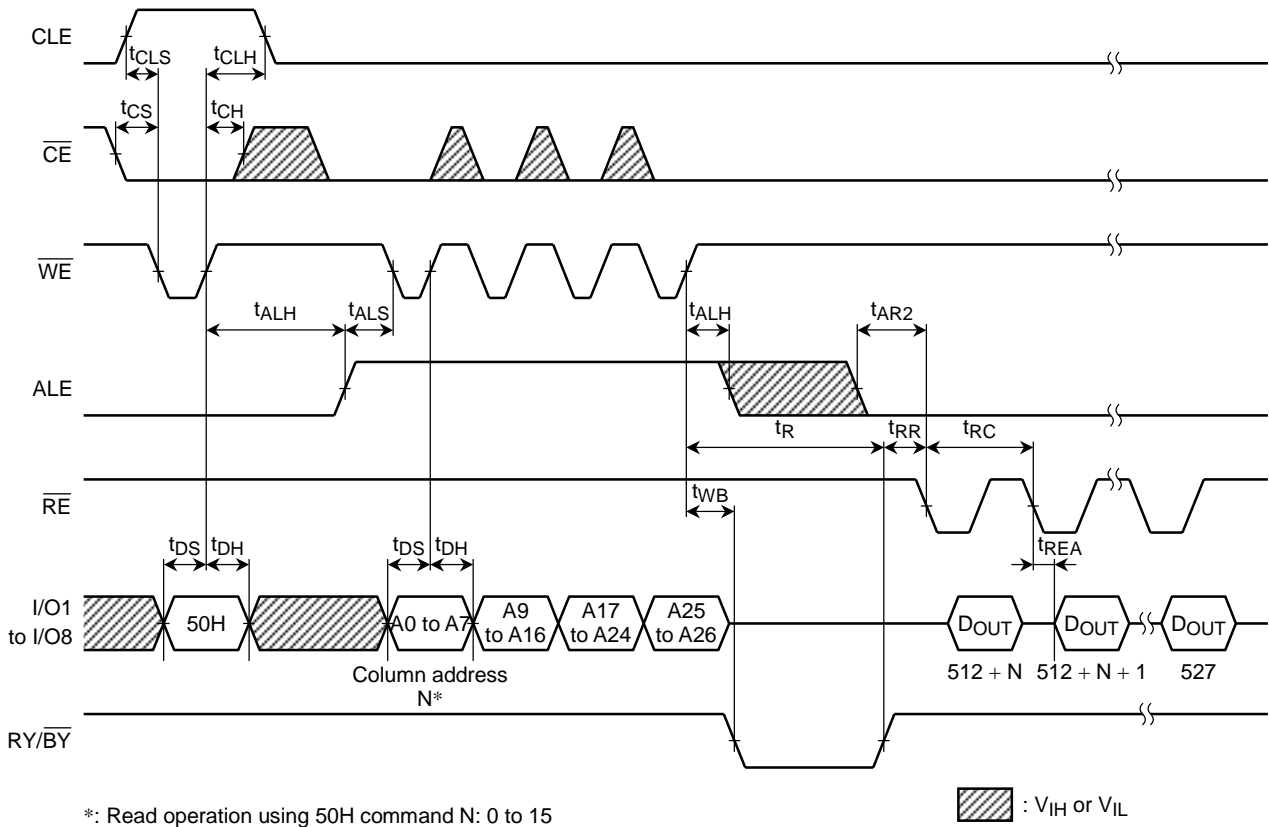 CLE
tCLS tCLH
tCS tCH
CE
WE
tALH tALS tALH tAR2
ALE
tR tRR tRC
RE
tWB
tDS tDH tDS tDH tREA
I/O1
to I/O8
50H
A0 to A7
A9
to A16
A17
to A24
A25
to A26
DOUT DOUT DOUT
512 + N 512 + N + 1 527
Column address
N*
RY/BY
*: Read operation using 50H command N: 0 to 15
: VIH or VIL